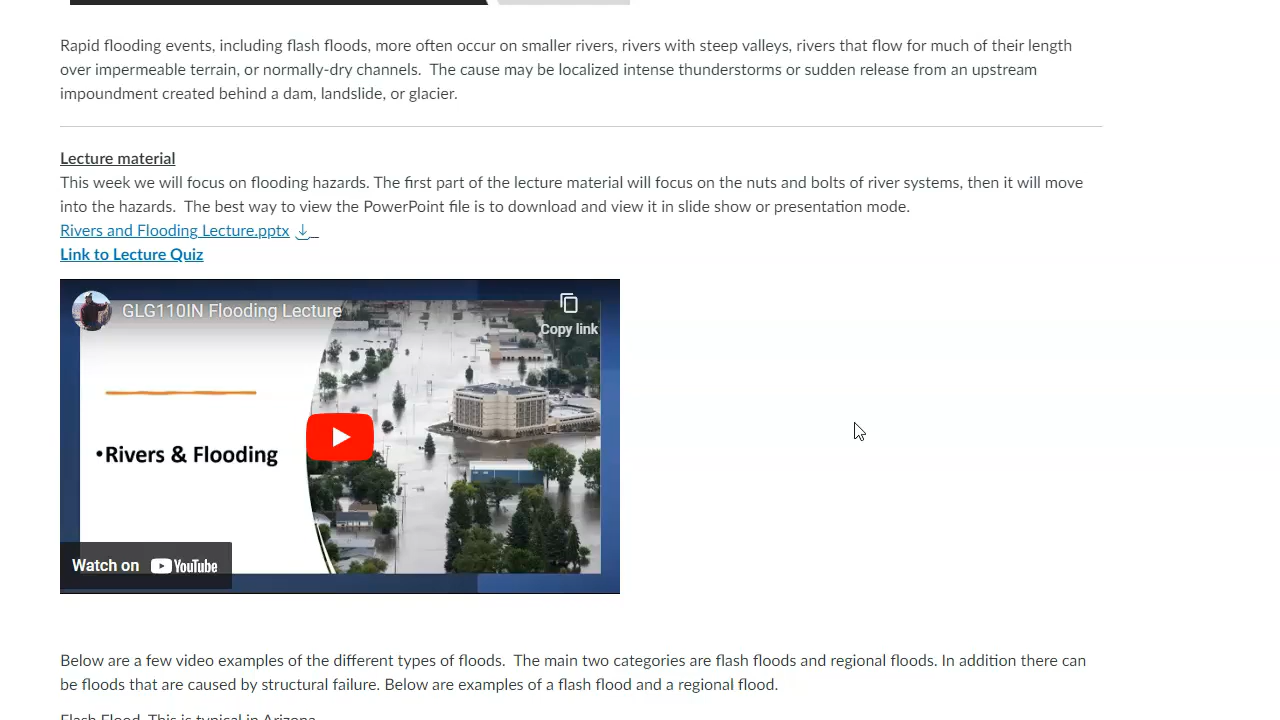 Rapid flooding events, including flash floods, more often occur on smaller rivers, rivers with steep valleys, rivers that flow for much of their length
over impermeable terrain, or normally-dry channels.  The cause may be localized intense thunderstorms or sudden release from an upstream
impoundment created behind a dam, landslide, or glacier.
Lecture material
This week we will focus on flooding hazards. The first part of the lecture material will focus on the nuts and bolts of river systems, then it will move
into the hazards.  The best way to view the PowerPoint file is to download and view it in slide show or presentation mode.
Rivers and Flooding Lecture.pptx
Link to Lecture Quiz
GLG110IN Flooding Lecture
Copy link
•Rivers & Flooding
Watch on YouTube
Below are a few video examples of the different types of floods.  The main two categories are flash floods and regional floods. In addition there can
be floods that are caused by structural failure. Below are examples of a flash flood and a regional flood.
Flash Flood. This is typical in Arizona